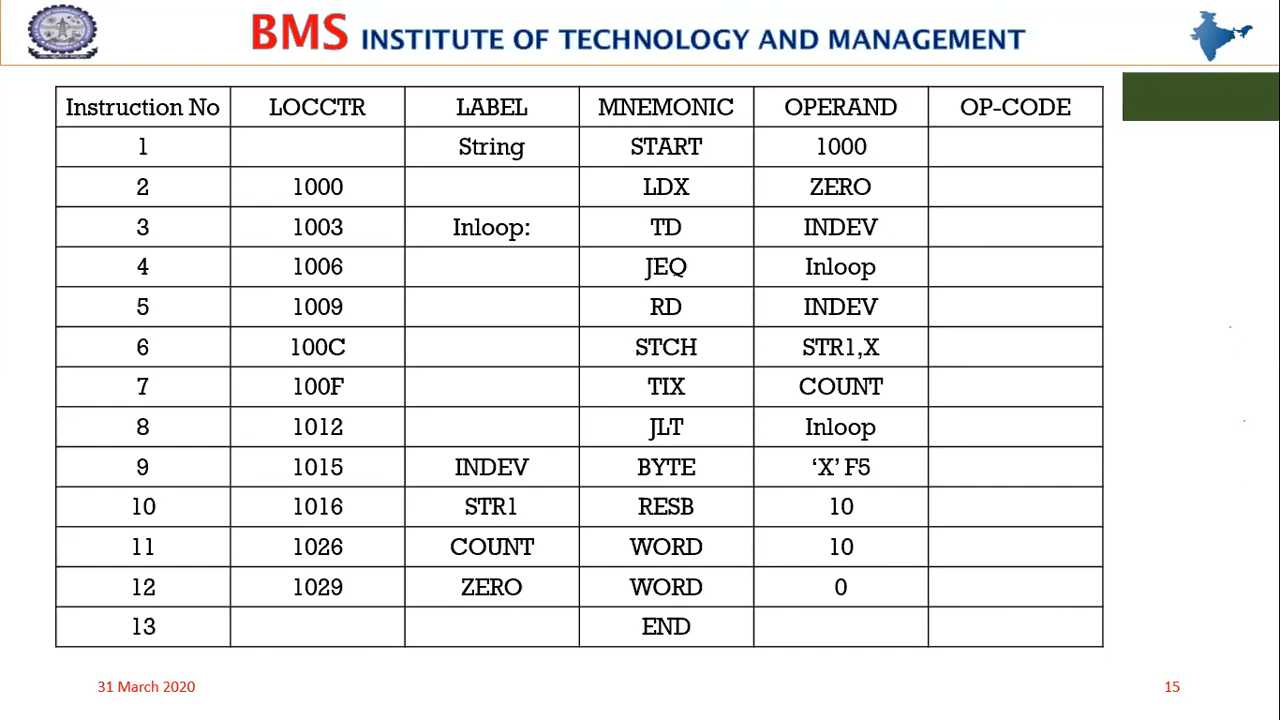 BMS INSTITUTE OF TECHNOLOGY AND MANAGEMENT
Instruction No LOCCTR LABEL MNEMONIC OPERAND OP-CODE
1 String START 1000
2 1000 LDX ZERO
3 1003 Inloop: TD INDEV
4 1006 JEQ Inloop
5 1009 RD INDEV
6 100C STCH STR1,X
7 100F TIX COUNT
8 1012 JLT Inloop
9 1015 INDEV BYTE ‘X’ F5
10 1016 STR1 RESB 10
11 1026 COUNT WORD 10
12 1029 ZERO WORD 0
13 END
31 March 2020 15